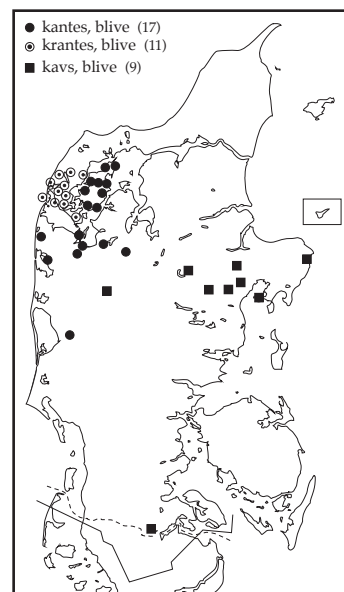 kantes, blive (17)
krantes, blive (11)
kavs, blive (9)